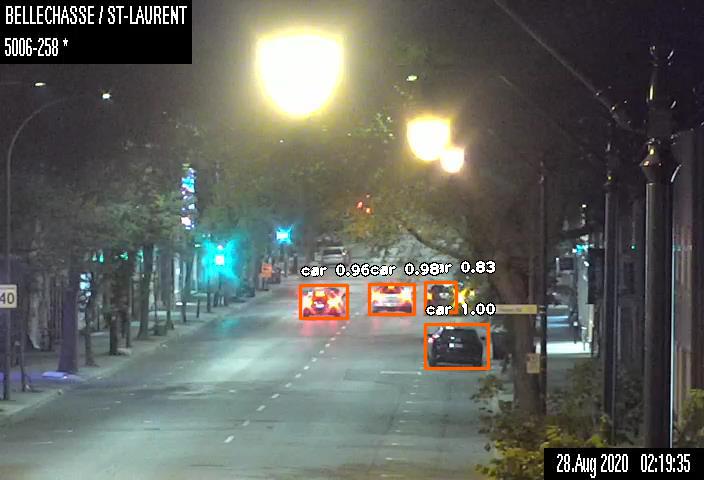 BELLECHASSE / ST-LAURENT
5006-258 *
car 0.96
car 0.98
0.83
car 1.00
40
28.Aug 2020 02:19:35